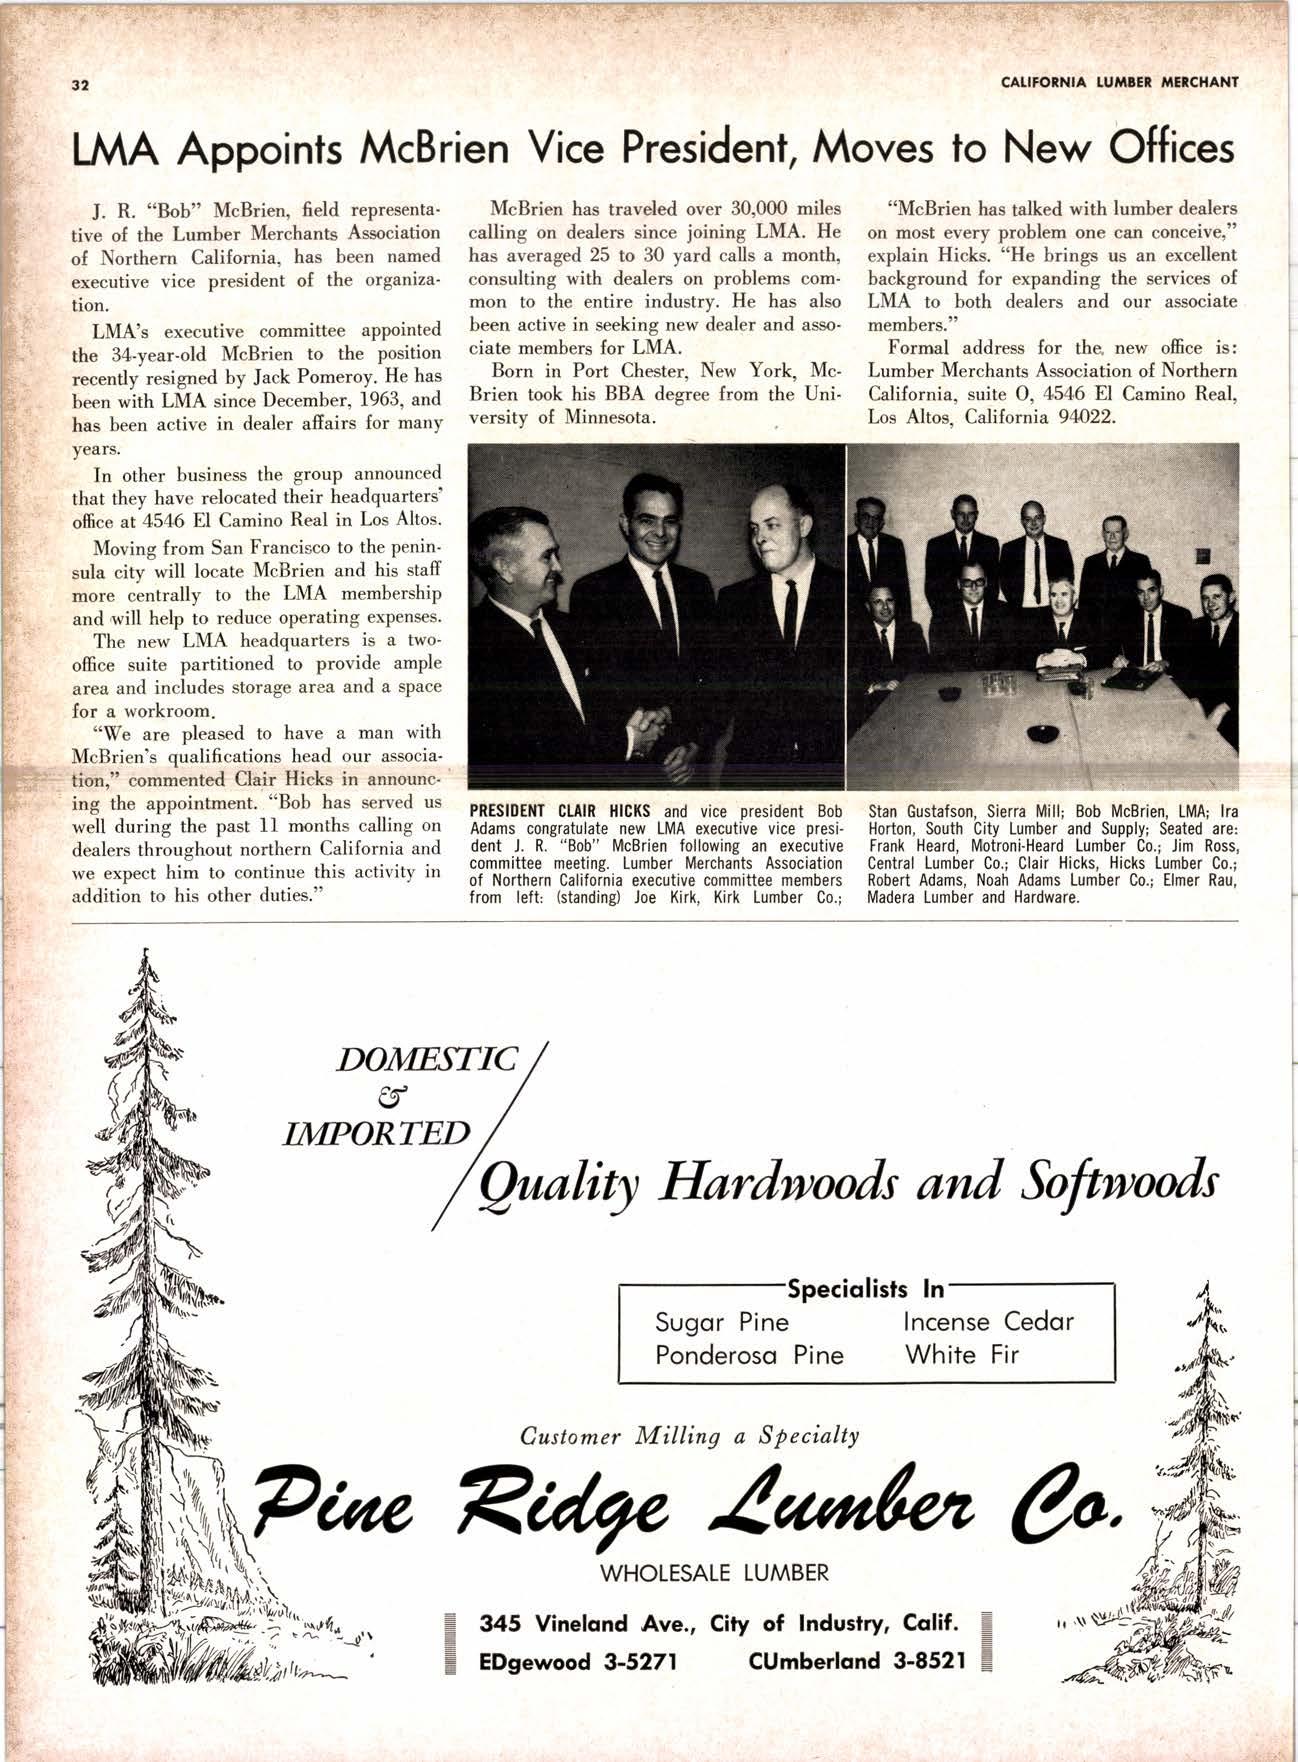 32
CALIFORNIA LUMBER MERCHANT
LMA Appoints McBrien Vice President, Moves to New Offices
J. R. “Bob” McBrien, field representa-
tive of the Lumber Merchants Association
of Northern California, has been named
executive vice president of the organiza-
tion.
LMA’s executive committee appointed
the 34-year-old McBrien to the position
recently resigned by Jack Pomeroy. He has
been with LMA since December, 1963, and
has been active in dealer affairs for many
years.
In other business the group announced
that they have relocated their headquarters’
office at 4546 El Camino Real in Los Altos.
Moving from San Francisco to the penin-
sula city will locate McBrien and his staff
more centrally to the LMA membership
and will help to reduce operating expenses.
The new LMA headquarters is a two-
office suite partitioned to provide ample
area and includes storage area and a space
for a workroom.
“We are pleased to have a man with
McBrien’s qualifications head our associa-
tion,” commented Clair Hicks in announc-
ing the appointment. “Bob has served us
well during the past 11 months calling on
dealers throughout northern California and
we expect him to continue this activity in
addition to his other duties.”
McBrien has traveled over 30,000 miles
calling on dealers since joining LMA. He
has averaged 25 to 30 yard calls a month,
consulting with dealers on problems com-
mon to the entire industry. He has also
been active in seeking new dealer and asso-
ciate members for LMA.
Born in Port Chester, New York, Mc-
Brien took his BBA degree from the Uni-
versity of Minnesota.
“McBrien has talked with lumber dealers
on most every problem one can conceive,”
explain Hicks. “He brings us an excellent
background for expanding the services of
LMA to both dealers and our associate
members.”
Formal address for the new office is:
Lumber Merchants Association of Northern
California, suite O, 4546 El Camino Real,
Los Altos, California 94022.
PRESIDENT CLAIR HICKS and vice president Bob
Adams congratulate new LMA executive vice presi-
dent J. R. “Bob” McBrien following an executive
committee meeting. Lumber Merchants Association
of Northern California executive committee members
from left: (standing) Joe Kirk, Kirk Lumber Co.;
Stan Gustafson, Sierra Mill; Bob McBrien, LMA; Ira
Horton, South City Lumber and Supply; Seated are:
Frank Heard, Motroni-Heard Lumber Co.; Jim Ross,
Central Lumber Co.; Clair Hicks, Hicks Lumber Co.;
Robert Adams, Noah Adams Lumber Co.; Elmer Rau,
Madera Lumber and Hardware.
DOMESTIC
&
IMPORTED
Quality Hardwoods and Softwoods
Specialists In
Sugar Pine Incense Cedar
Ponderosa Pine White Fir
Customer Milling a Specialty
Pine Ridge Lumber Co.
WHOLESALE LUMBER
345 Vineland Ave., City of Industry, Calif.
EDgewood 3-5271 CUmberland 3-8521